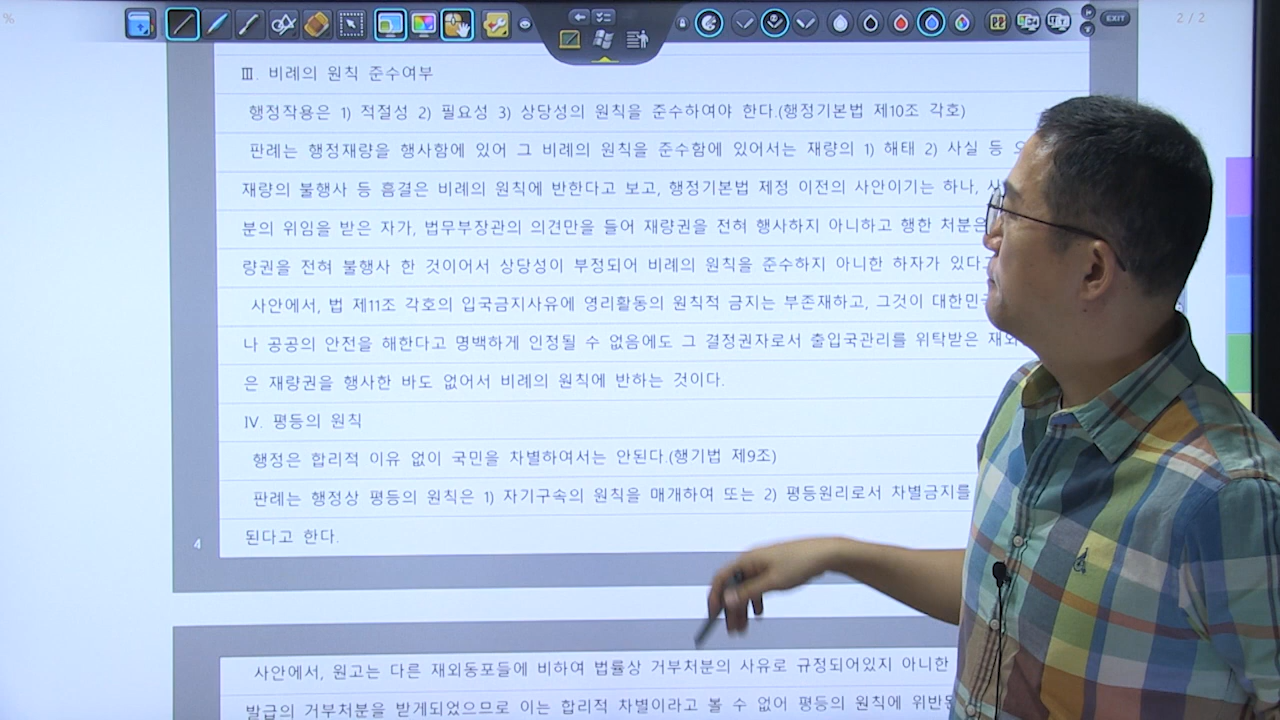 %
EXIT
2 / 2
Ⅲ. 비례의 원칙 준수여부
행정작용은 1) 적절성 2) 필요성 3) 상당성의 원칙을 준수하여야 한다.(행정기본법 제10조 각호)
판례는 행정재량을 행사함에 있어 그 비례의 원칙을 준수함에 있어서는 재량의 1) 해태 2) 사실 등
재량의 불행사 등 흠결은 비례의 원칙에 반한다고 보고, 행정기본법 제정 이전의 사안이기는 하나,
분의 위임을 받은 자가, 법무부장관의 의견만을 들어 재량권을 전혀 행사하지 아니하고 행한 처분은
량권을 전혀 불행사 한 것이어서 상당성이 부정되어 비례의 원칙을 준수하지 아니한 하자가 있다
사안에서, 법 제11조 각호의 입국금지사유에 영리활동의 원칙적 금지는 부존재하고, 그것이 대한민
나 공공의 안전을 해한다고 명백하게 인정될 수 없음에도 그 결정권자로서 출입국관리를 위탁받은 재외
은 재량권을 행사한 바도 없어서 비례의 원칙에 반하는 것이다.
Ⅳ. 평등의 원칙
행정은 합리적 이유 없이 국민을 차별하여서는 안된다.(행기법 제9조)
판례는 행정상 평등의 원칙은 1) 자기구속의 원칙을 매개하여 또는 2) 평등원리로서 차별금지를
된다고 한다.
4
사안에서, 원고는 다른 재외동포들에 비하여 법률상 거부처분의 사유로 규정되어있지 아니한
발급의 거부처분을 받게되었으므로 이는 합리적 차별이라고 볼 수 없어 평등의 원칙에 위반